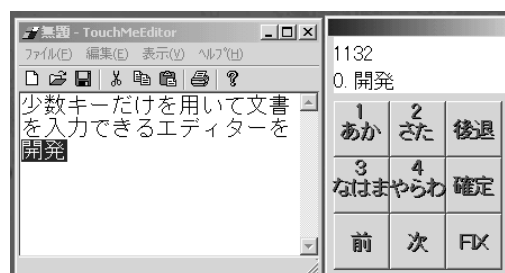 無題 - TouchMeEditor
ファイル(F) 編集(E) 表示(V) ヘルプ(H)
少数キーだけを用いて文書
を入力できるエディターを
開発
1132
0. 開発
1 あか
2 さた
後退
3 なはま
4 やらわ
確定
前
次
FIX